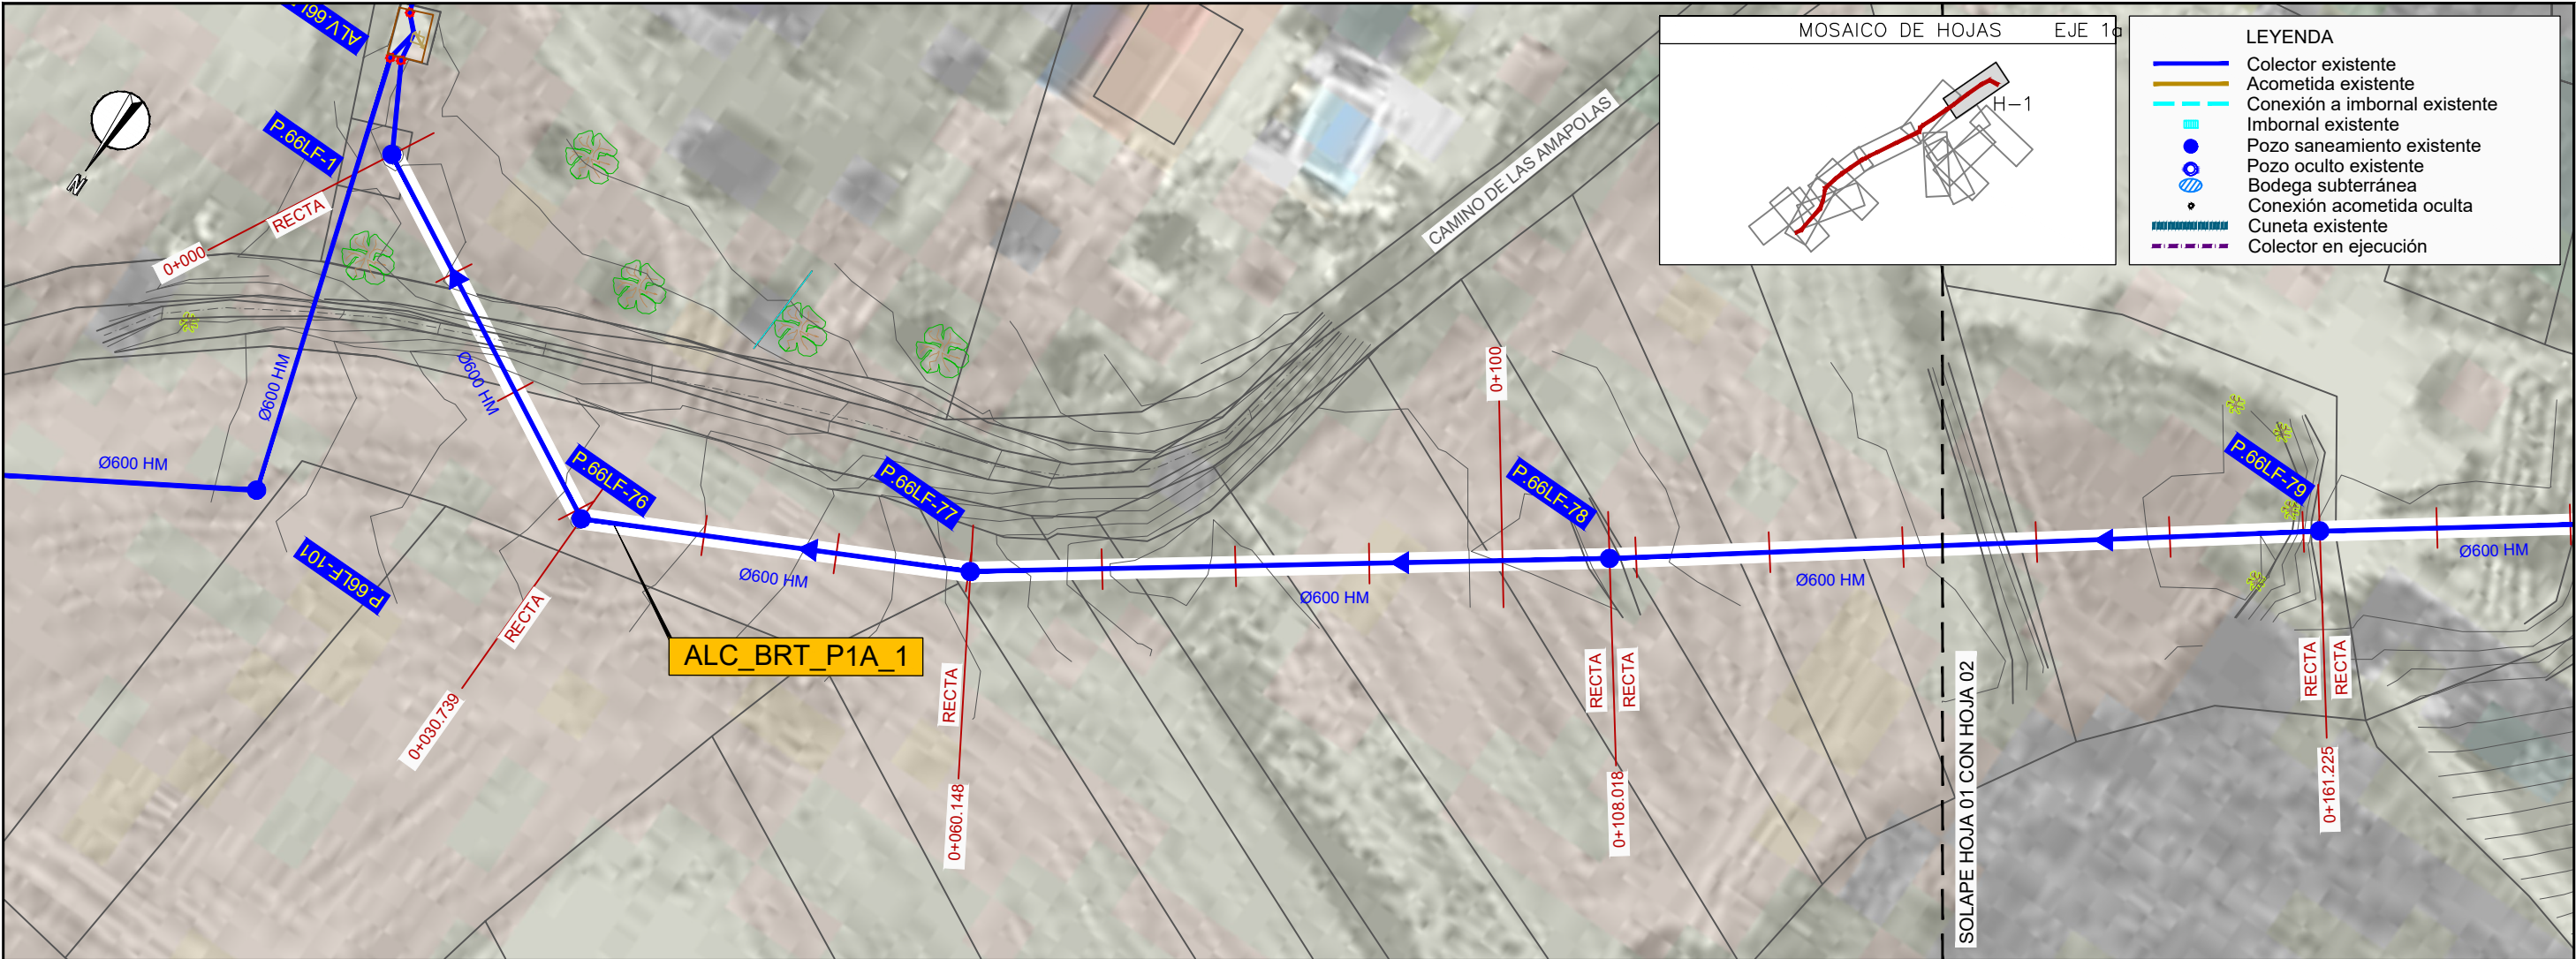 ALV.66L
MOSAICO DE HOJAS EJE 1a
H-1
LEYENDA
Colector existente
Acometida existente
Conexión a imbornal existente
Imbornal existente
Pozo saneamiento existente
Pozo oculto existente
Bodega subterránea
Conexión acometida oculta
Cuneta existente
Colector en ejecución
N
P.66LF-1
RECTA
0+000
CAMINO DE LAS AMAPOLAS
Ø600 HM
Ø600 HM
Ø600 HM
P.66LF-76
P.66LF-77
0+100
P.66LF-78
P.66LF-79
P.66LF-101
Ø600 HM
Ø600 HM
Ø600 HM
Ø600 HM
RECTA
0+030.739
ALC_BRT_P1A_1
RECTA
0+060.148
RECTA
RECTA
0+108.018
SOLAPE HOJA 01 CON HOJA 02
RECTA
RECTA
0+161.225